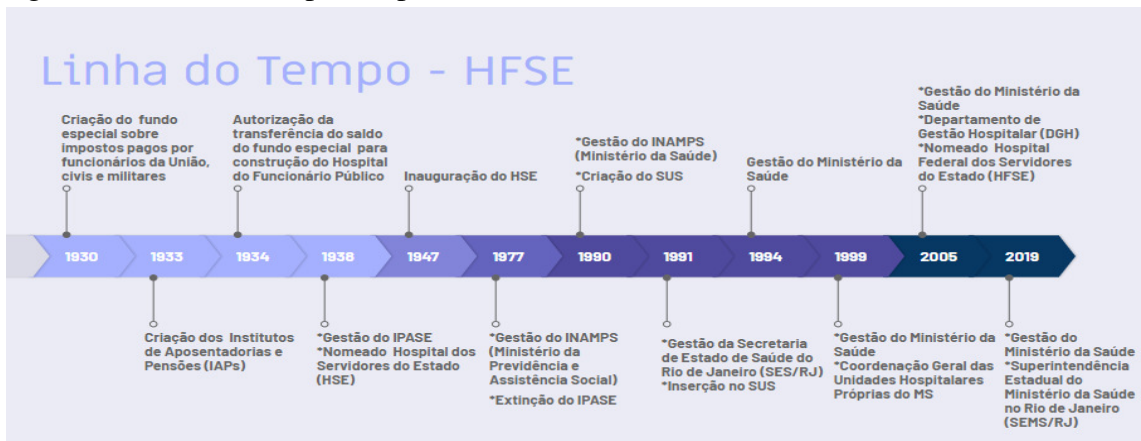 Linha do Tempo - HFSE
Criação do fundo
especial sobre
impostos pagos por
funcionários da União,
civis e militares
Autorização da
transferência do saldo
do fundo especial para
construção do Hospital
do Funcionário Público
Inauguração do HSE
*Gestão do INAMPS
(Ministério da Saúde)
*Criação do SUS
Gestão do Ministério da
Saúde
*Gestão do Ministério da
Saúde
*Departamento de
Gestão Hospitalar (DGH)
*Nomeado Hospital
Federal dos Servidores
do Estado (HFSE)
1930 1933 1934 1938 1947 1977 1990 1991 1994 1999 2005 2019
Criação dos Institutos
de Aposentadorias e
Pensões (IAPs)
*Gestão do IPASE
*Nomeado Hospital dos
Servidores do Estado
(HSE)
*Gestão do INAMPS
(Ministério da
Previdência e
Assistência Social)
*Extinção do IPASE
*Gestão da Secretaria
de Estado de Saúde do
Rio de Janeiro (SES/RJ)
*Inserção no SUS
*Gestão do Ministério da
Saúde
*Coordenação Geral das
Unidades Hospitalares
Próprias do MS
*Gestão do
Ministério da Saúde
*Superintendência
Estadual do
Ministério da Saúde
no Rio de Janeiro
(SEMS/RJ)